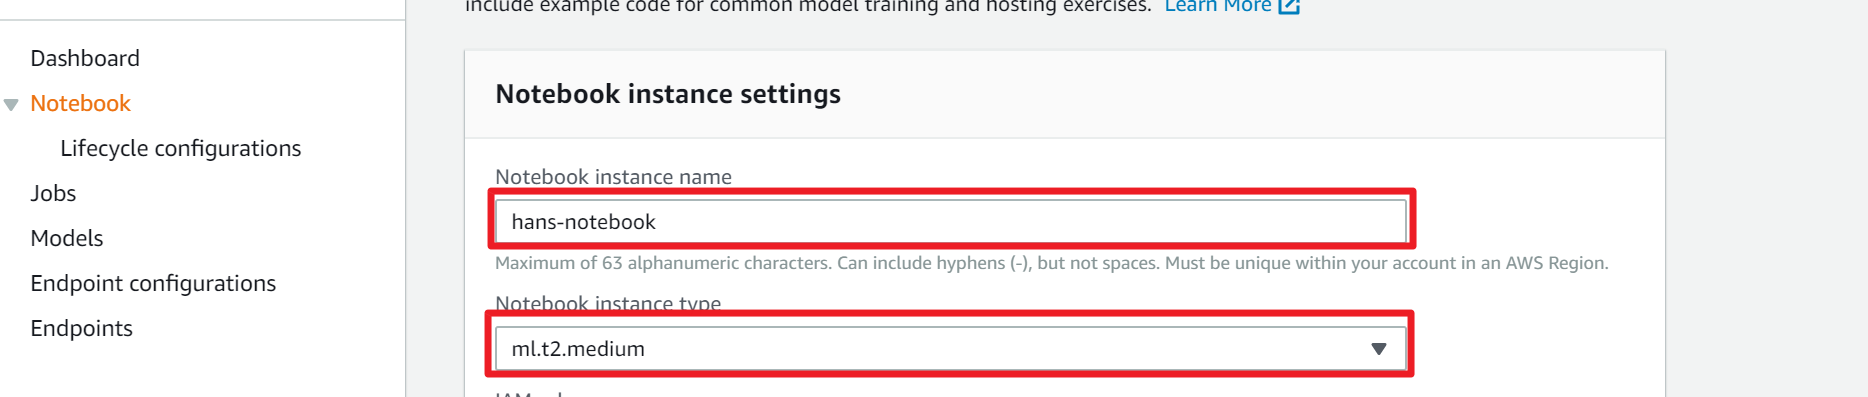 include example code for common model training and hosting exercises. Learn More
Dashboard
Notebook
Lifecycle configurations
Jobs
Models
Endpoint configurations
Endpoints
Notebook instance settings
Notebook instance name
hans-notebook
Maximum of 63 alphanumeric characters. Can include hyphens (-), but not spaces. Must be unique within your account in an AWS Region.
Notebook instance type
ml.t2.medium